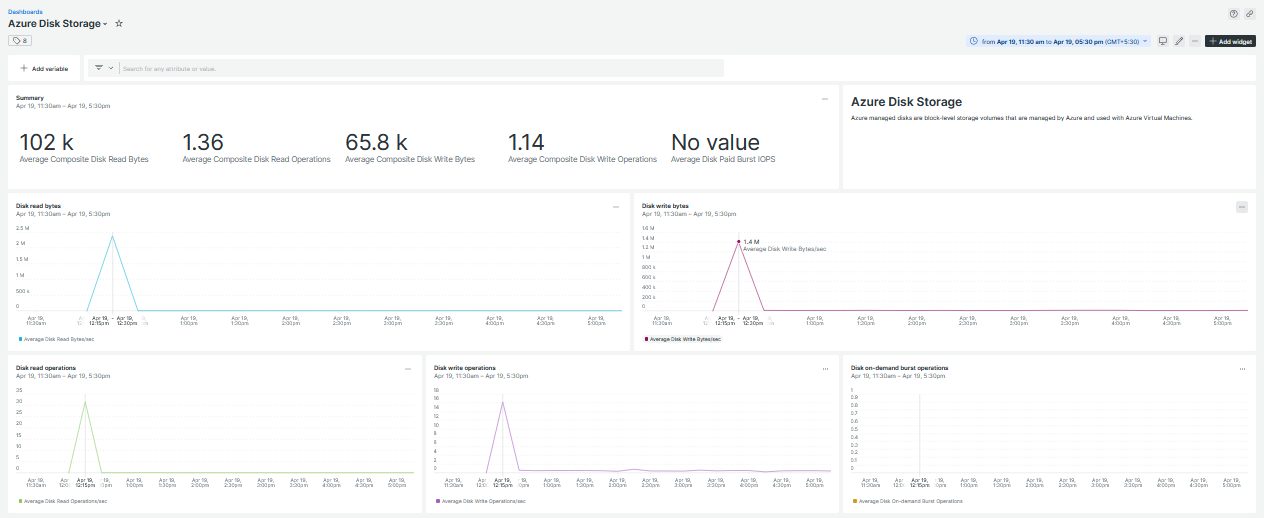 Dashboards
Azure Disk Storage
8
from Apr 19, 11:30 am to Apr 19, 05:30 pm (GMT+5:30)
Add widget
Add variable
Search for any attribute or value.
Summary
Apr 19, 11:30am – Apr 19, 5:30pm
102 k
Average Composite Disk Read Bytes
1.36
Average Composite Disk Read Operations
65.8 k
Average Composite Disk Write Bytes
1.14
Average Composite Disk Write Operations
No value
Average Disk Paid Burst IOPS
Azure Disk Storage
Azure managed disks are block-level storage volumes that are managed by Azure and used with Azure Virtual Machines.
Disk read bytes
Apr 19, 11:30am – Apr 19, 5:30pm
2.5 M
2 M
1.5 M
1 M
500 k
0
Apr 19, 11:30am
Apr 19, 12:15pm - Apr 19, 12:30pm
Apr 19, 1:00pm
Apr 19, 1:30pm
Apr 19, 2:00pm
Apr 19, 2:30pm
Apr 19, 3:00pm
Apr 19, 3:30pm
Apr 19, 4:00pm
Apr 19, 4:30pm
Apr 19, 5:00pm
Average Disk Read Bytes/sec
Disk write bytes
Apr 19, 11:30am – Apr 19, 5:30pm
1.6 M
1.4 M
1.2 M
1 M
800 k
600 k
400 k
200 k
0
1.4 M
Average Disk Write Bytes/sec
Apr 19, 11:30am
Apr 19, 12:15pm - Apr 19, 12:30pm
Apr 19, 1:00pm
Apr 19, 1:30pm
Apr 19, 2:00pm
Apr 19, 2:30pm
Apr 19, 3:00pm
Apr 19, 3:30pm
Apr 19, 4:00pm
Apr 19, 4:30pm
Apr 19, 5:00pm
Average Disk Write Bytes/sec
Disk read operations
Apr 19, 11:30am – Apr 19, 5:30pm
35
30
25
20
15
10
5
0
Apr 19, 11:30am
Apr 19, 12:15pm
Apr 19, 1:00pm
Apr 19, 1:30pm
Apr 19, 2:00pm
Apr 19, 2:30pm
Apr 19, 3:00pm
Apr 19, 3:30pm
Apr 19, 4:00pm
Apr 19, 4:30pm
Apr 19, 5:00pm
Average Disk Read Operations/sec
Disk write operations
Apr 19, 11:30am – Apr 19, 5:30pm
18
16
14
12
10
8
6
4
2
0
Apr 19, 11:30am
Apr 19, 12:15pm
Apr 19, 1:00pm
Apr 19, 1:30pm
Apr 19, 2:00pm
Apr 19, 2:30pm
Apr 19, 3:00pm
Apr 19, 3:30pm
Apr 19, 4:00pm
Apr 19, 4:30pm
Apr 19, 5:00pm
Average Disk Write Operations/sec
Disk on-demand burst operations
Apr 19, 11:30am – Apr 19, 5:30pm
1
0.9
0.8
0.7
0.6
0.5
0.4
0.3
0.2
0.1
0
Apr 19, 11:30am
Apr 19, 12:15pm
Apr 19, 1:00pm
Apr 19, 1:30pm
Apr 19, 2:00pm
Apr 19, 2:30pm
Apr 19, 3:00pm
Apr 19, 3:30pm
Apr 19, 4:00pm
Apr 19, 4:30pm
Apr 19, 5:00pm
Average Disk On-demand Burst Operations